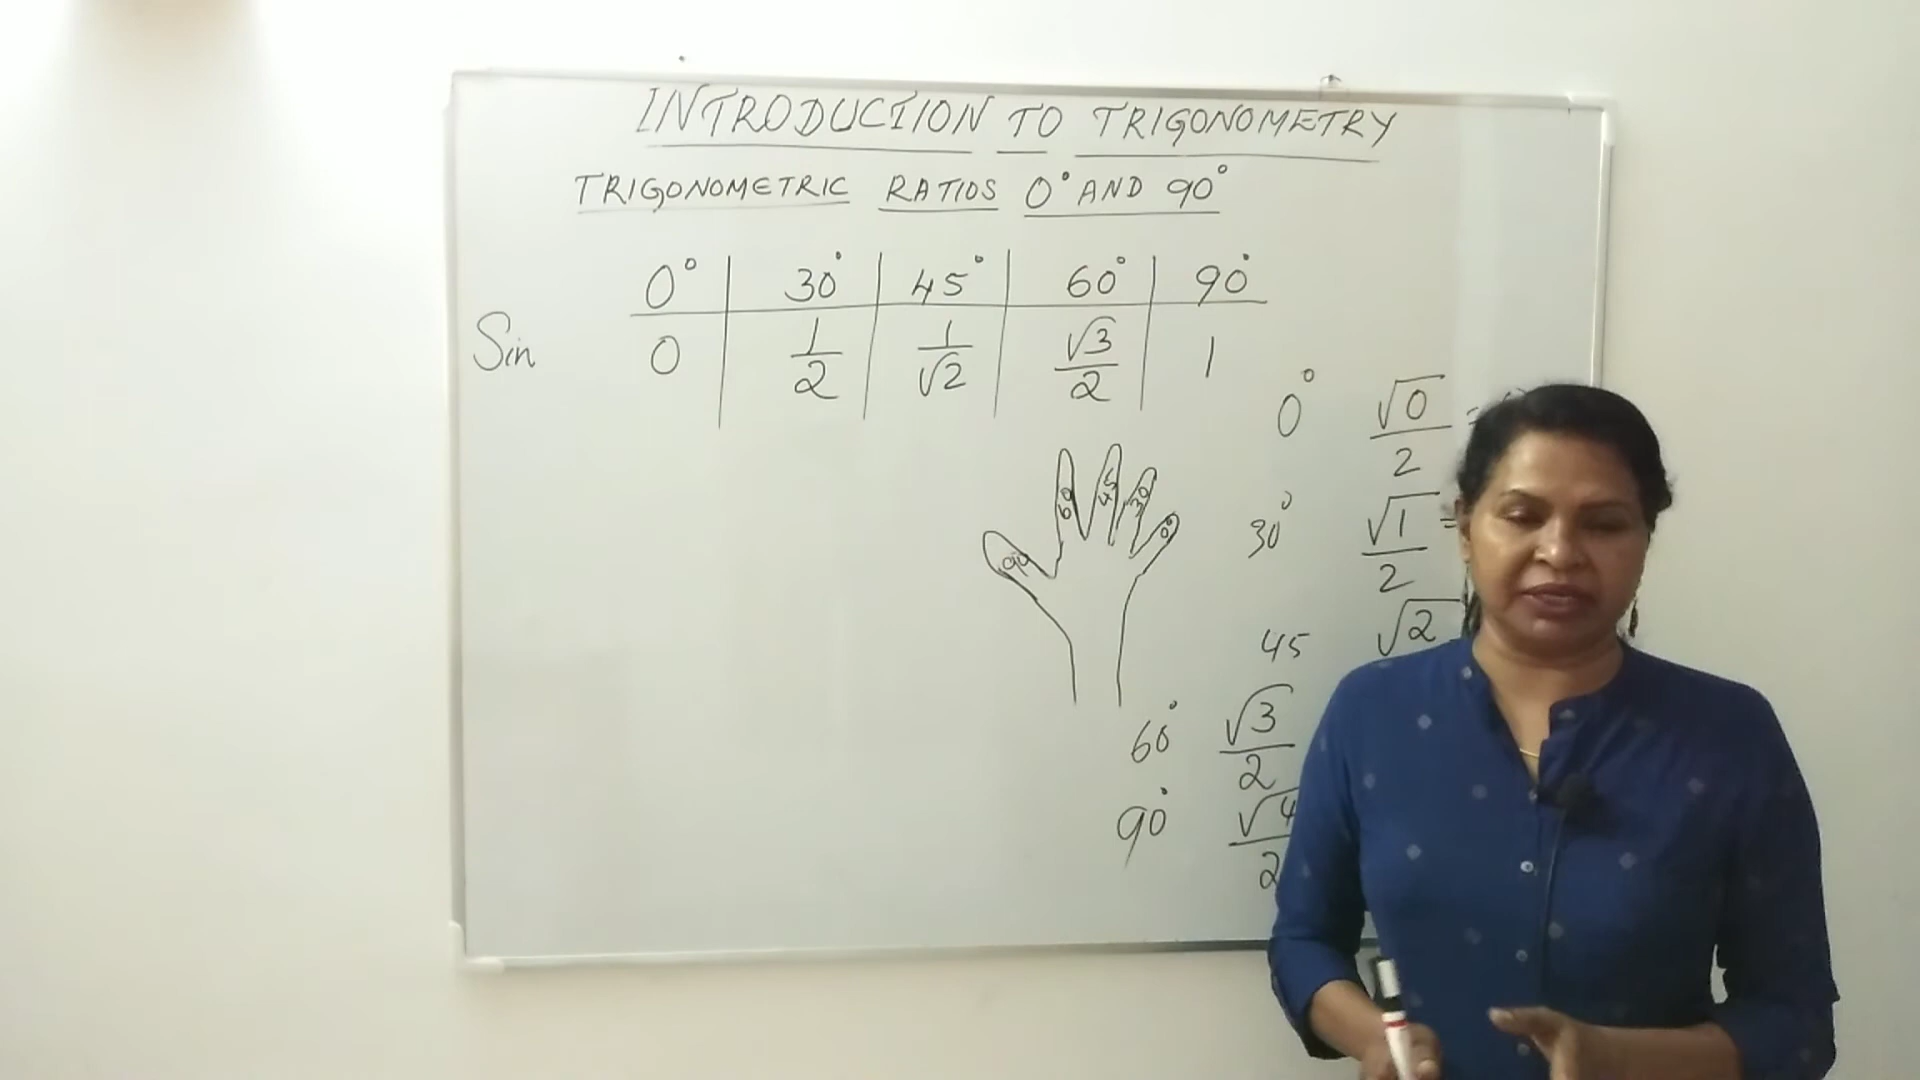 INTRODUCTION TO TRIGONOMETRY
TRIGONOMETRIC RATIOS 0° AND 90°
0° 30° 45° 60° 90°
Sin 0 1/2 1/√2 √3/2 1
0° √0/2 =
60 45 30 0°
90
30° √1/2 =
45 √2
60° √3/2
90° √4/2